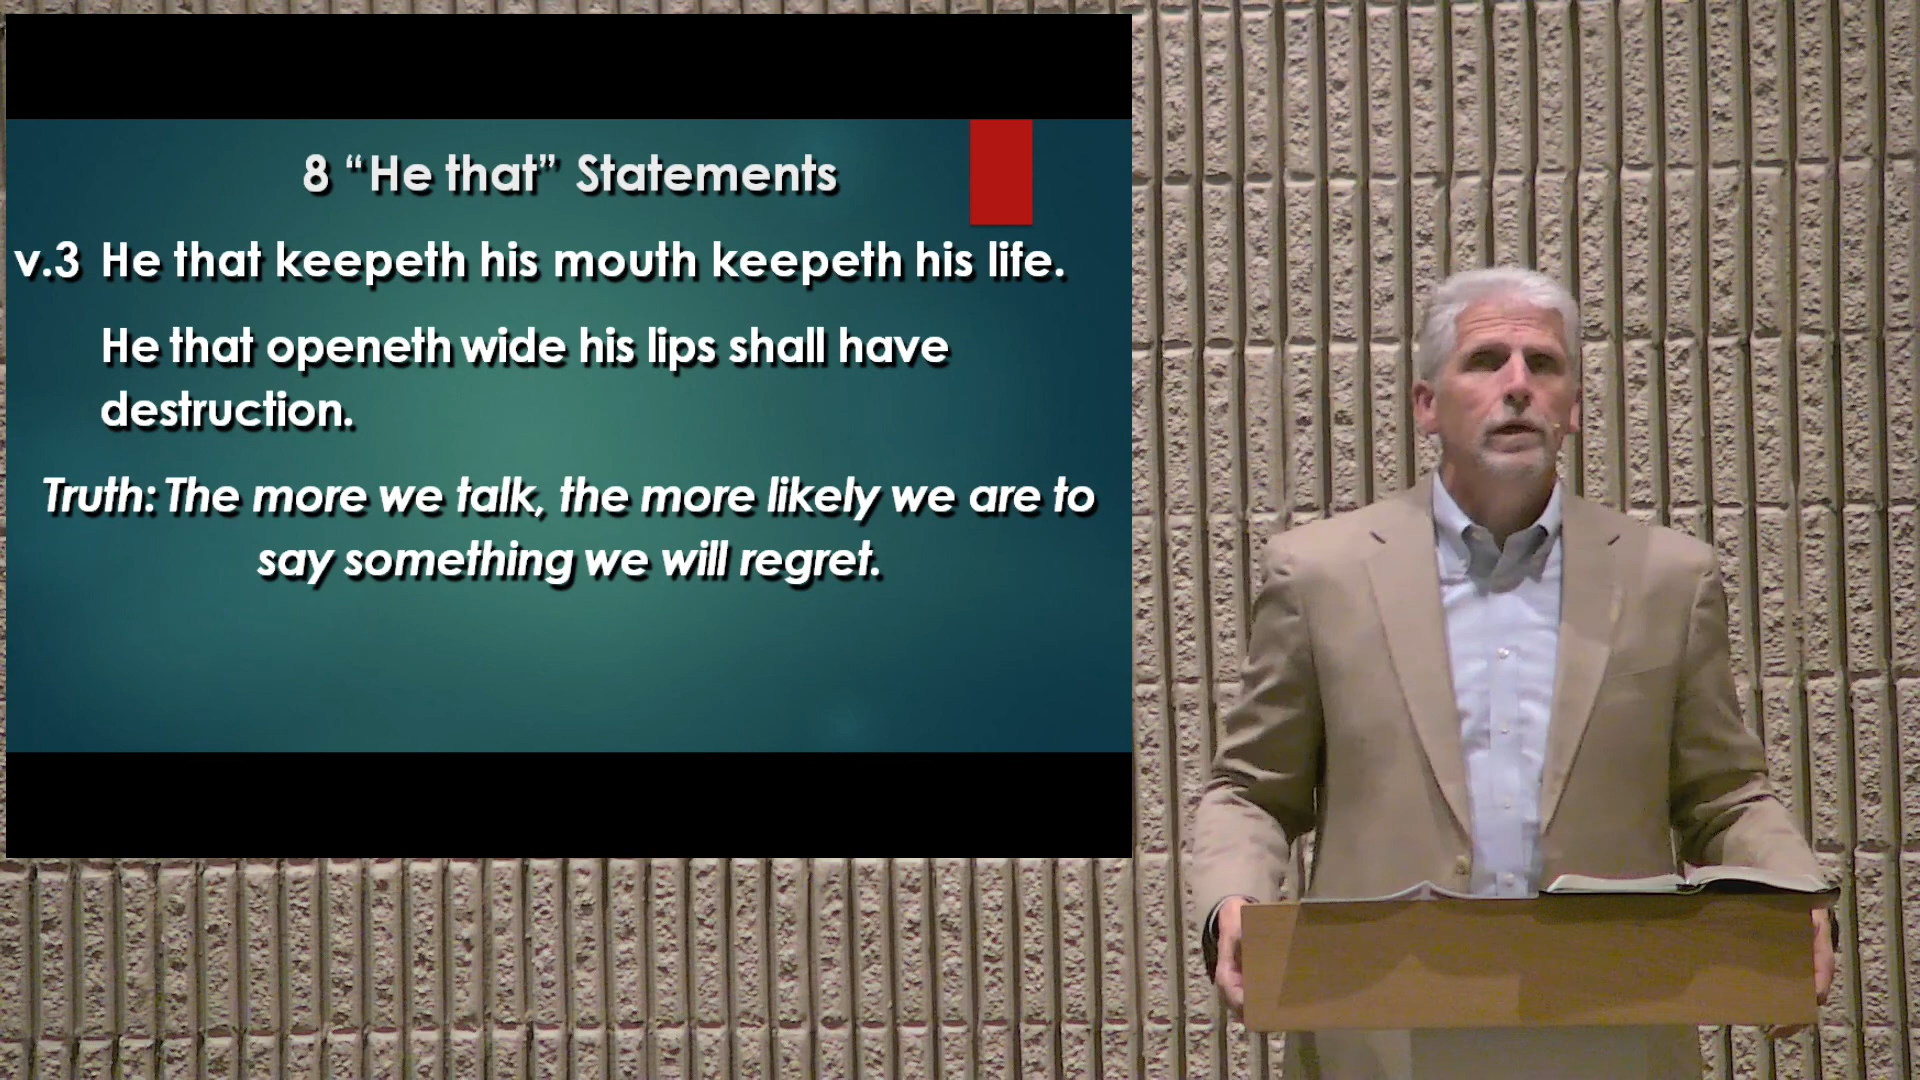 8 “He that” Statements
v.3 He that keepeth his mouth keepeth his life.
He that openeth wide his lips shall have
destruction.
Truth: The more we talk, the more likely we are to
say something we will regret.